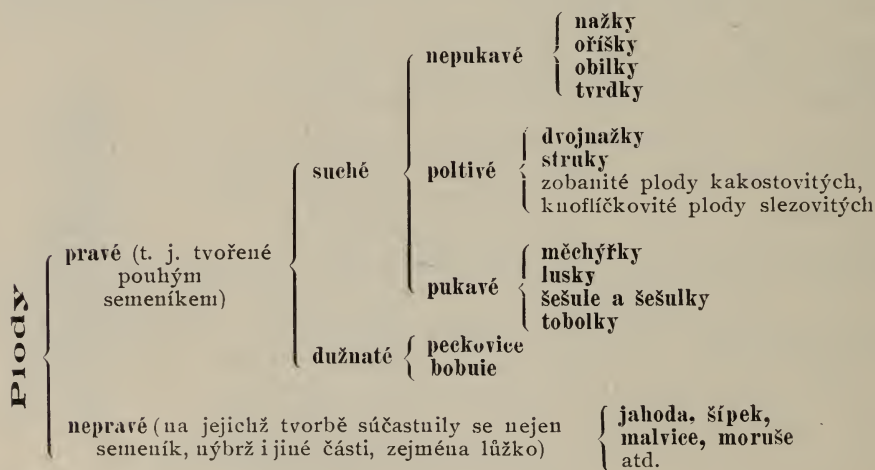 Plody
pravé (t. j. tvořené
pouhým
semeníkem)
suché
nepukavé
nažky
oříšky
obilky
tvrdky
poltivé
dvojnažky
struky
zobanité plody kakostovitých,
knoflíčkovité plody slezovitých
pukavé
měchýřky
lusky
šešule a šešulky
tobolky
dužnaté
peckovice
bobule
nepravé (na jejichž tvorbě súčastnily se nejen
semeník, nýbrž i jiné části, zejména lůžko)
jahoda, šípek,
malvice, moruše
atd.